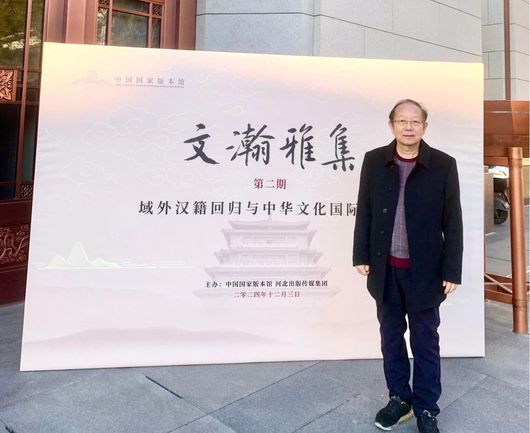 中国国家版本馆
文瀚雅集
第二期
域外汉籍回归与中华文化国际
主办：中国国家版本馆 河北出版传媒集团
二〇二四年十二月三日